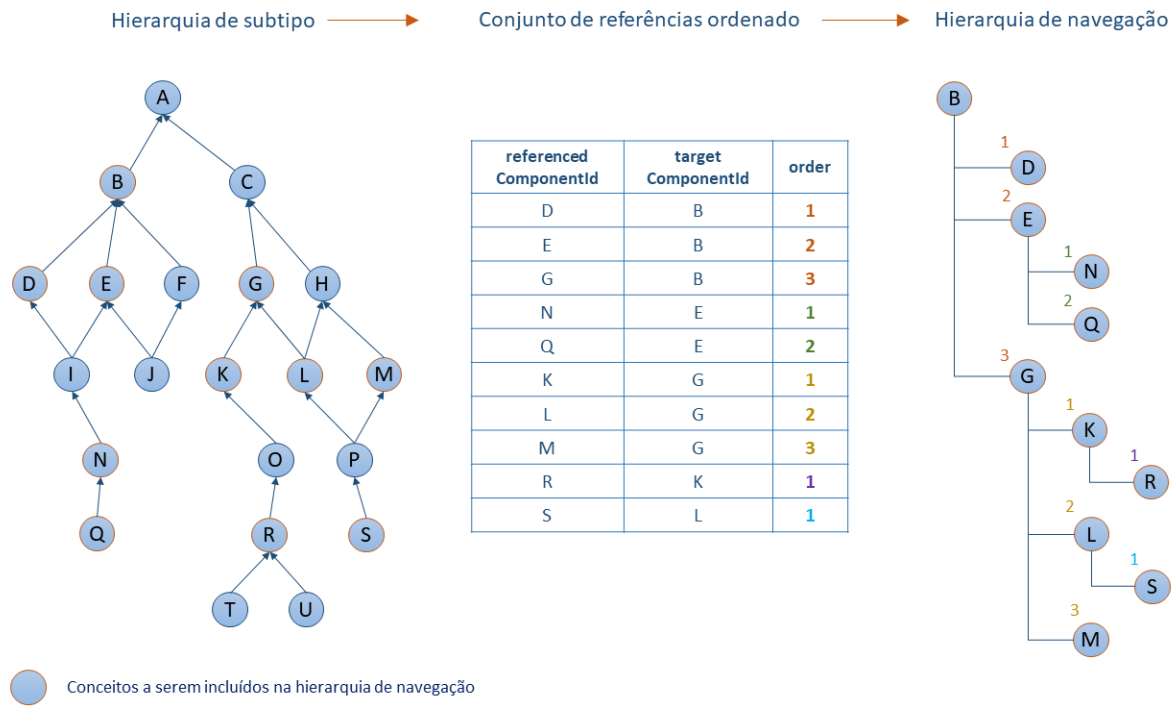 Hierarquia de subtipo
Conjunto de referências ordenado
Hierarquia de navegação
A
B
C
D
E
F
G
H
I
J
K
L
M
N
O
P
Q
R
S
T
U
referenced ComponentId
target ComponentId
order
D B 1
E B 2
G B 3
N E 1
Q E 2
K G 1
L G 2
M G 3
R K 1
S L 1
B
1
D
2
E
1
N
2
Q
3
G
1
K
1
R
2
L
1
S
3
M
Conceitos a serem incluídos na hierarquia de navegação